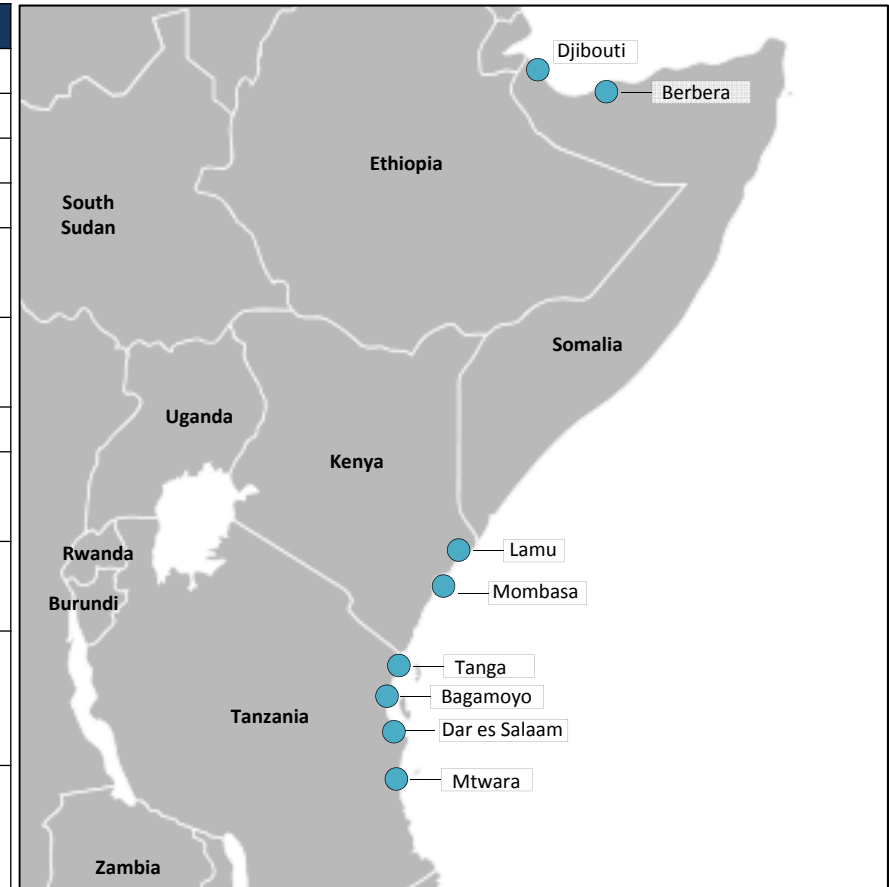 Djibouti
Berbera
Ethiopia
South
Sudan
Somalia
Uganda
Kenya
Lamu
Rwanda
Mombasa
Burundi
Tanga
Bagamoyo
Tanzania
Dar es Salaam
Mtwara
Zambia